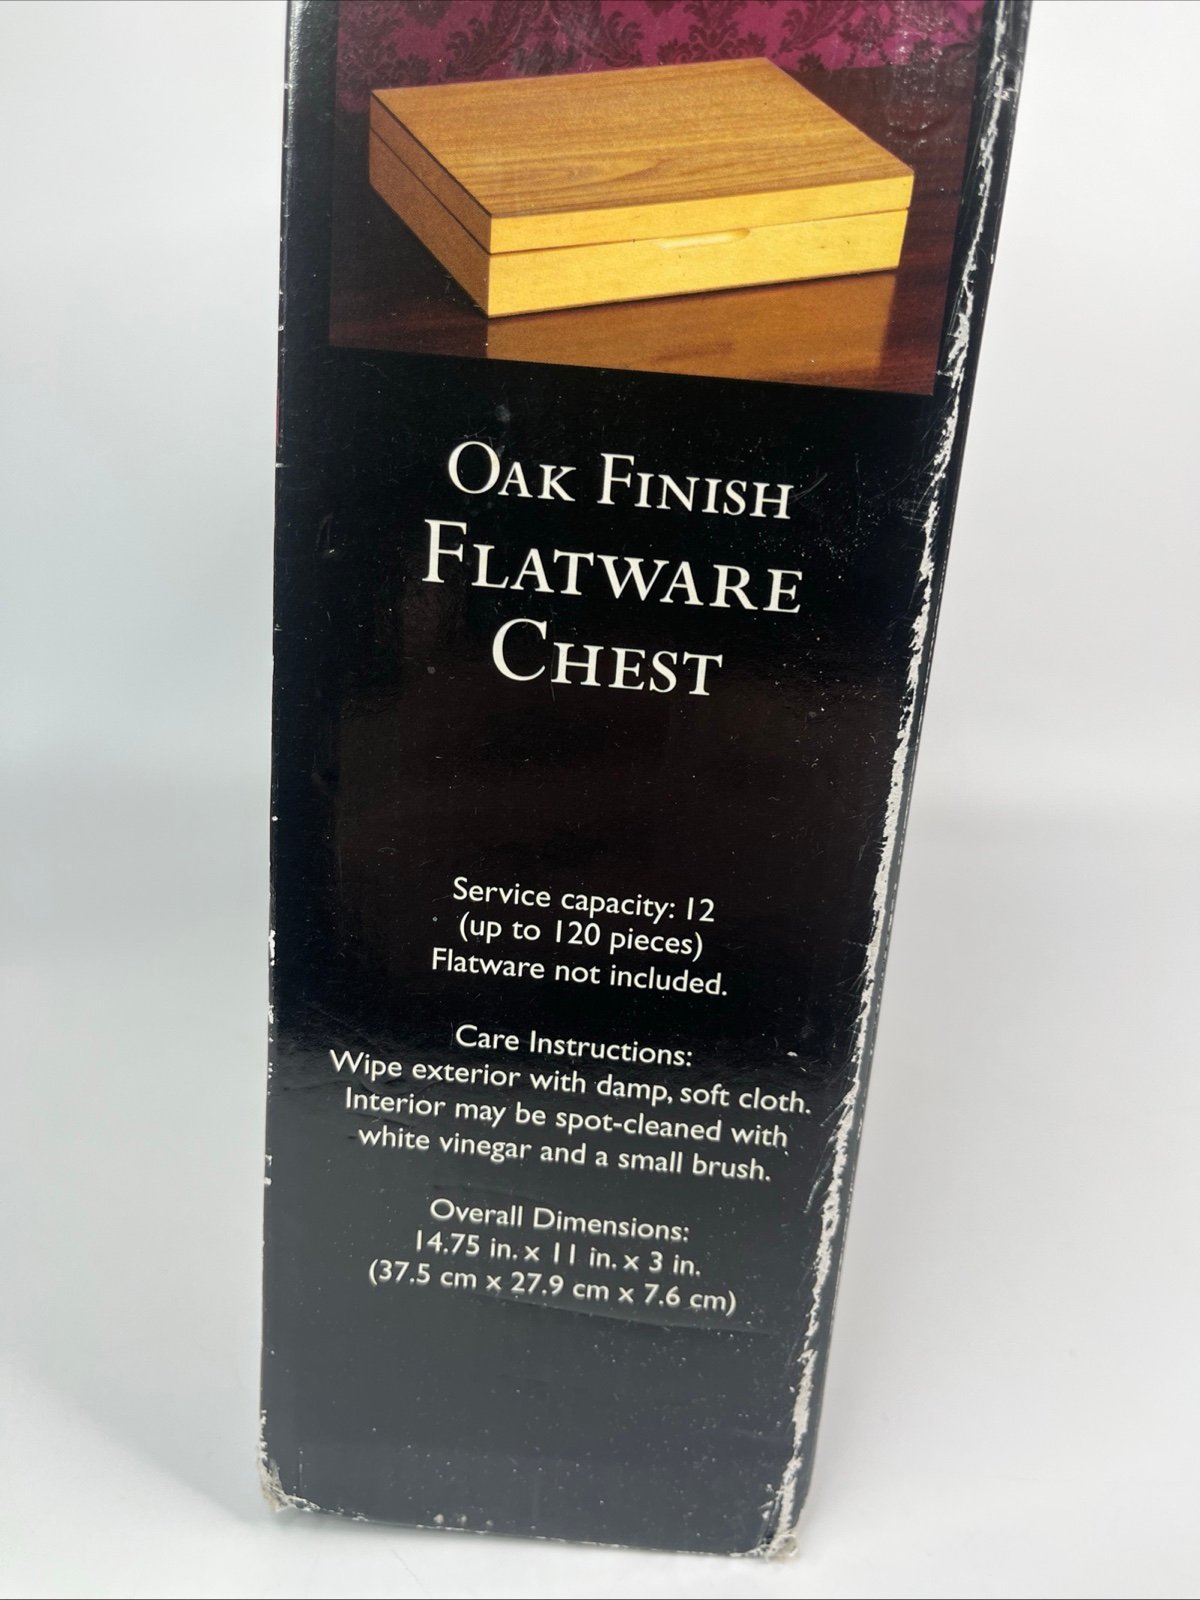 OAK FINISH
FLATWARE
CHEST
Service capacity: 12
(up to 120 pieces)
Flatware not included.
Care Instructions:
Wipe exterior with damp, soft cloth.
Interior may be spot-cleaned with
white vinegar and a small brush.
Overall Dimensions:
14.75 in. x 11 in. x 3 in.
(37.5 cm x 27.9 cm x 7.6 cm)